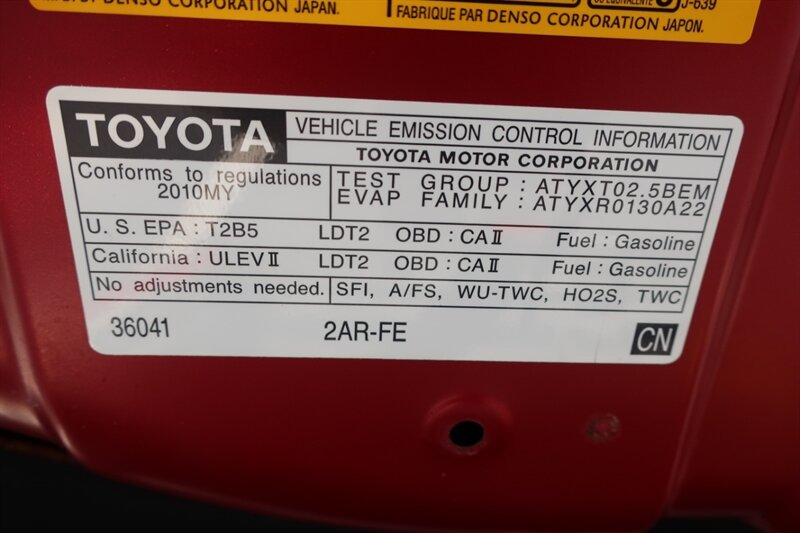 DENSO CORPORATION JAPAN.
FABRIQUE PAR DENSO CORPORATION JAPON.
J-639
TOYOTA
VEHICLE EMISSION CONTROL INFORMATION
TOYOTA MOTOR CORPORATION
Conforms to regulations
2010MY
TEST GROUP : ATYXT02.5BEM
EVAP FAMILY : ATYXR0130A22
U. S. EPA : T2B5 LDT2 OBD : CAII Fuel : Gasoline
California : ULEVII LDT2 OBD : CAII Fuel : Gasoline
No adjustments needed. SFI, A/FS, WU-TWC, HO2S, TWC
36041 2AR-FE CN